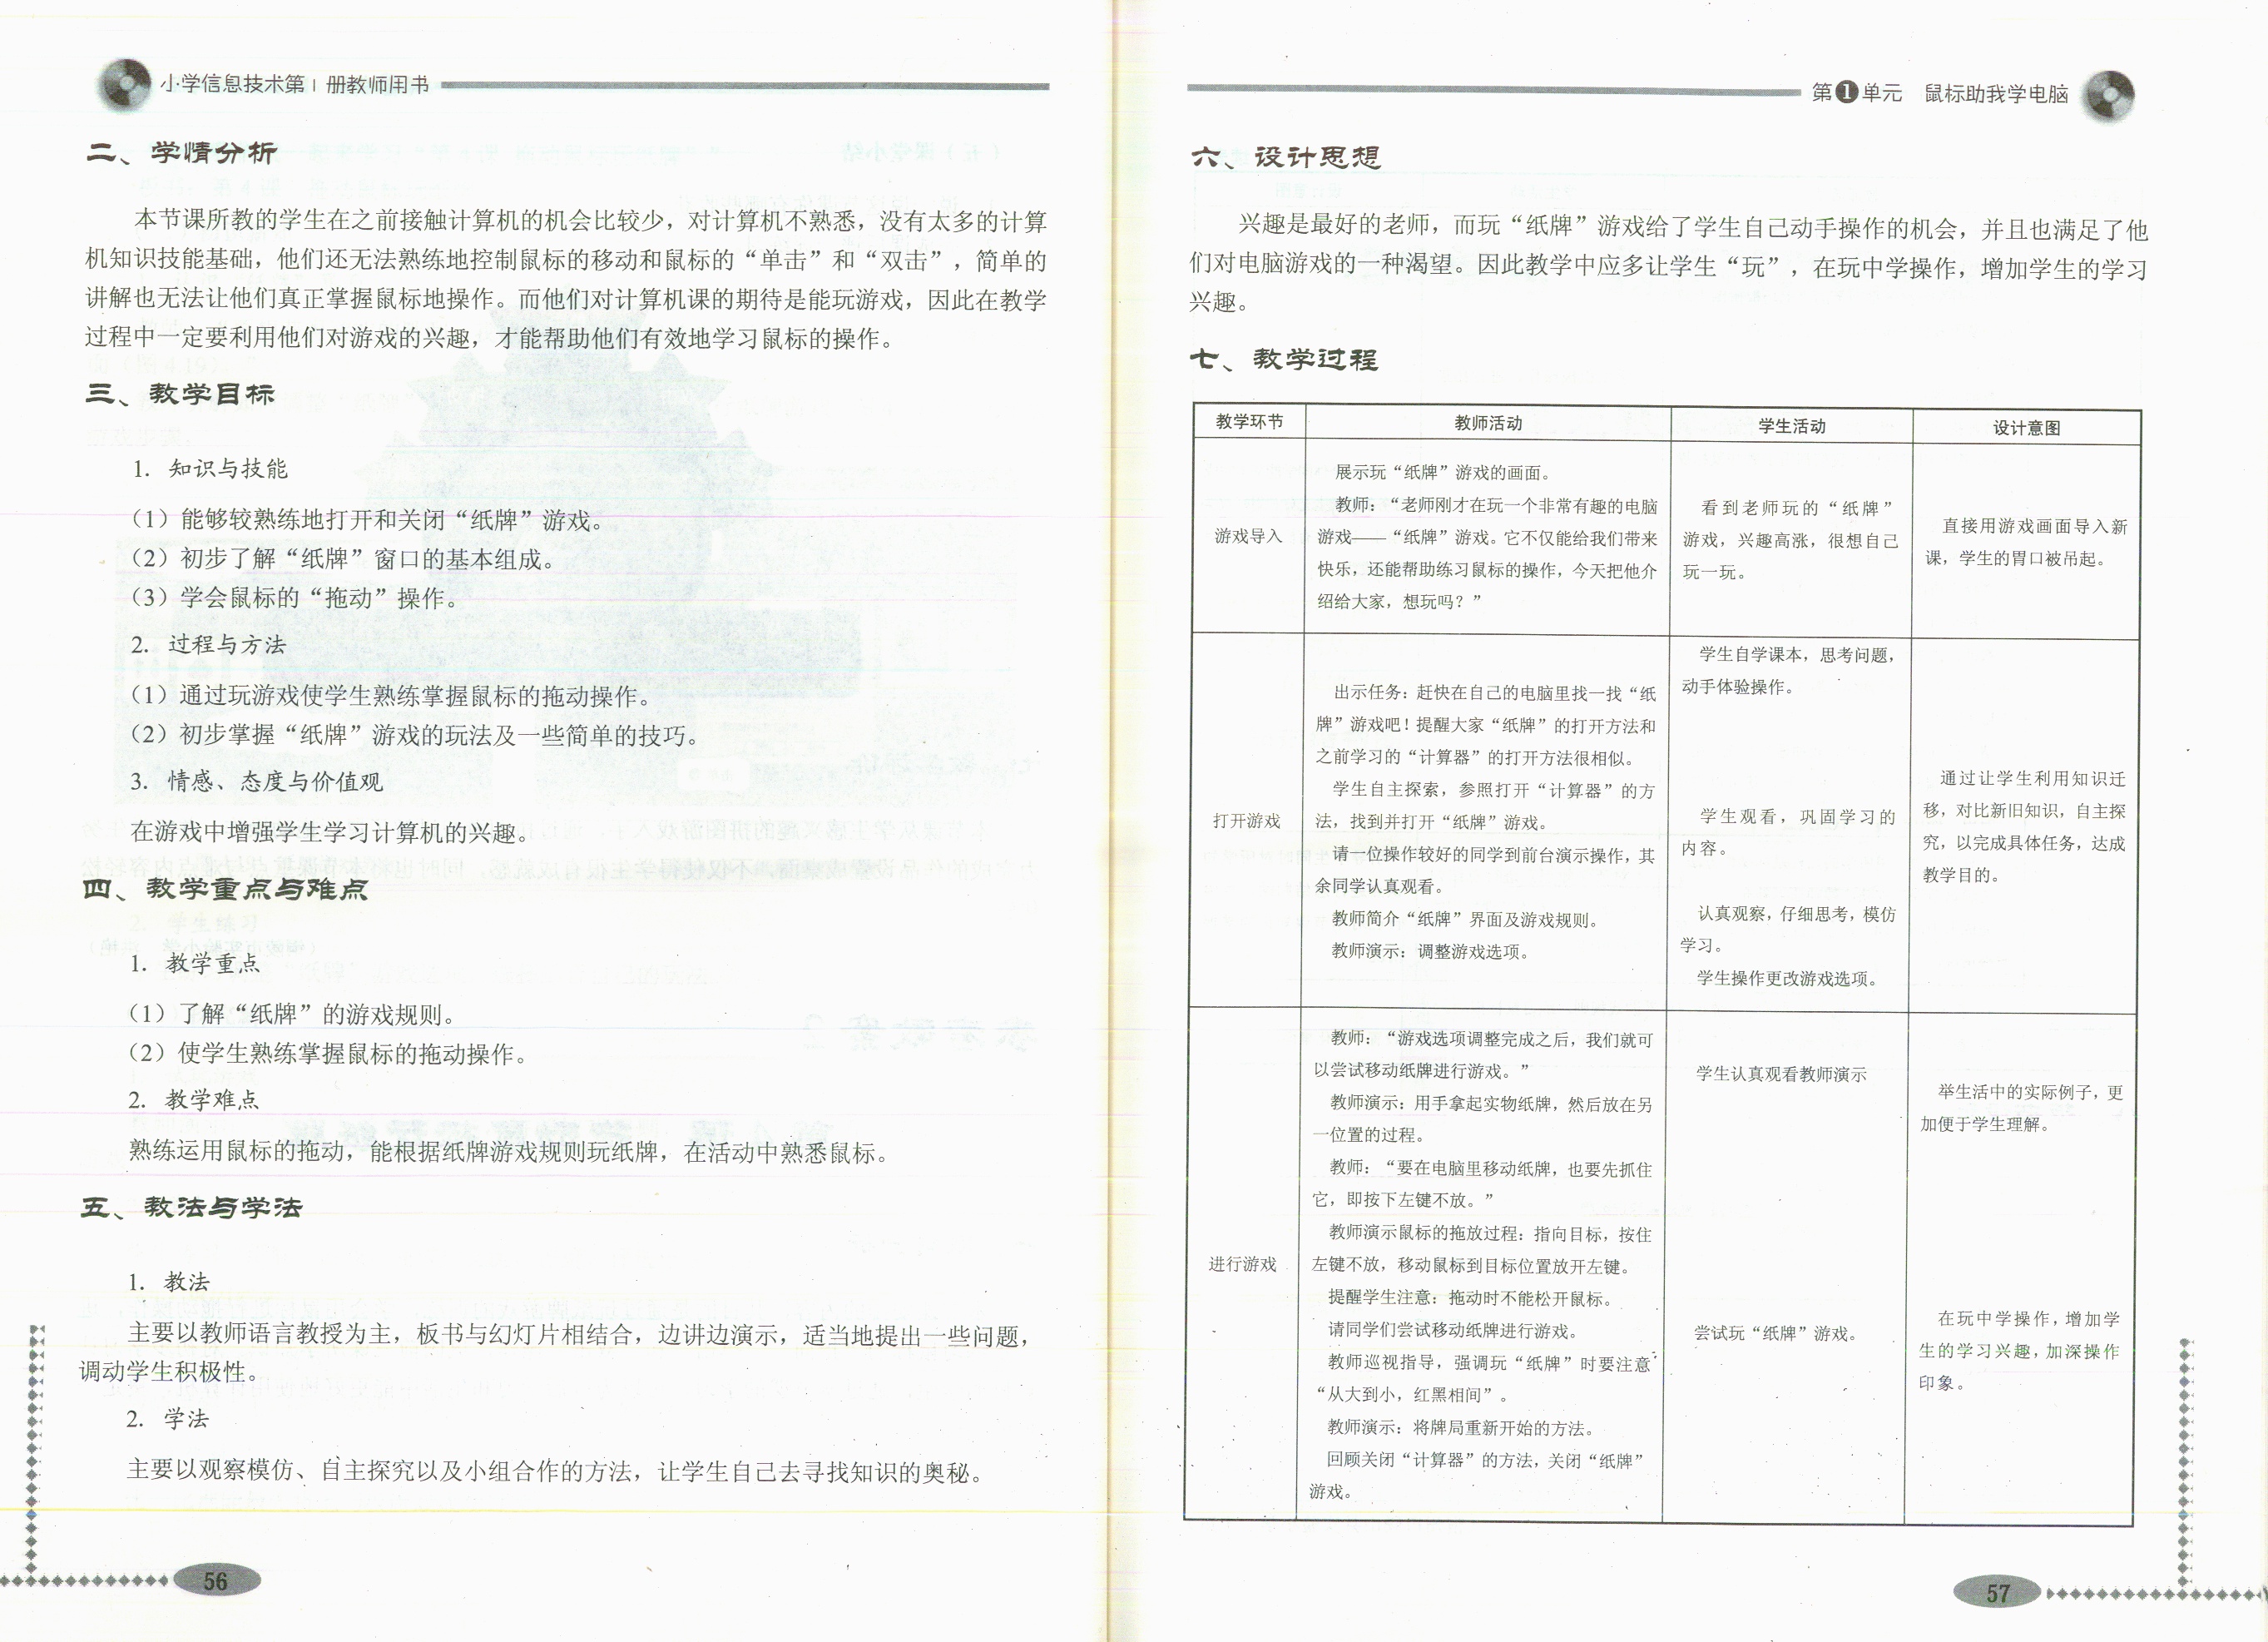 小学信息技术第1册教师用书
二、学情分析
本节课所教的学生在之前接触计算机的机会比较少，对计算机不熟悉，没有太多的计算
机知识技能基础，他们还无法熟练地控制鼠标的移动和鼠标的“单击”和“双击”，简单的
讲解也无法让他们真正掌握鼠标地操作。而他们对计算机课的期待是能玩游戏，因此在教学
过程中一定要利用他们对游戏的兴趣，才能帮助他们有效地学习鼠标的操作。
三、教学目标
1. 知识与技能
（1）能够较熟练地打开和关闭“纸牌”游戏。
（2）初步了解“纸牌”窗口的基本组成。
（3）学会鼠标的“拖动”操作。
2. 过程与方法
（1）通过玩游戏使学生熟练掌握鼠标的拖动操作。
（2）初步掌握“纸牌”游戏的玩法及一些简单的技巧。
3. 情感、态度与价值观
在游戏中增强学生学习计算机的兴趣。
四、教学重点与难点
1. 教学重点
（1）了解“纸牌”的游戏规则。
（2）使学生熟练掌握鼠标的拖动操作。
2. 教学难点
熟练运用鼠标的拖动，能根据纸牌游戏规则玩纸牌，在活动中熟悉鼠标。
五、教法与学法
1. 教法
主要以教师语言教授为主，板书与幻灯片相结合，边讲边演示，适当地提出一些问题，
调动学生积极性。
2. 学法
主要以观察模仿、自主探究以及小组合作的方法，让学生自己去寻找知识的奥秘。
56
第1单元 鼠标助我学电脑
六、设计思想
兴趣是最好的老师，而玩“纸牌”游戏给了学生自己动手操作的机会，并且也满足了他
们对电脑游戏的一种渴望。因此教学中应多让学生“玩”，在玩中学操作，增加学生的学习
兴趣。
七、教学过程
教学环节 教师活动 学生活动 设计意图
游戏导入
展示玩“纸牌”游戏的画面。
教师：“老师刚才在玩一个非常有趣的电脑
游戏——“纸牌”游戏。它不仅能给我们带来
快乐，还能帮助练习鼠标的操作，今天把他介
绍给大家，想玩吗？”
看到老师玩的“纸牌”
游戏，兴趣高涨，很想自己
玩一玩。
直接用游戏画面导入新
课，学生的胃口被吊起。
打开游戏
出示任务：赶快在自己的电脑里找一找“纸
牌”游戏吧！提醒大家“纸牌”的打开方法和
之前学习的“计算器”的打开方法很相似。
学生自主探索，参照打开“计算器”的方
法，找到并打开“纸牌”游戏。
请一位操作较好的同学到前台演示操作，其
余同学认真观看。
教师简介“纸牌”界面及游戏规则。
教师演示：调整游戏选项。
学生自学课本，思考问题，
动手体验操作。
学生观看，巩固学习的
内容。
认真观察，仔细思考，模仿
学习。
学生操作更改游戏选项。
通过让学生利用知识迁
移，对比新旧知识，自主探
究，以完成具体任务，达成
教学目的。
进行游戏
教师：“游戏选项调整完成之后，我们就可
以尝试移动纸牌进行游戏。”
教师演示：用手拿起实物纸牌，然后放在另
一位置的过程。
教师：“要在电脑里移动纸牌，也要先抓住
它，即按下左键不放。”
教师演示鼠标的拖放过程：指向目标，按住
左键不放，移动鼠标到目标位置放开左键。
提醒学生注意：拖动时不能松开鼠标。
请同学们尝试移动纸牌进行游戏。
教师巡视指导，强调玩“纸牌”时要注意
“从大到小，红黑相间”。
教师演示：将牌局重新开始的方法。
回顾关闭“计算器”的方法，关闭“纸牌”
游戏。
学生认真观看教师演示
尝试玩“纸牌”游戏。
举生活中的实际例子，更
加便于学生理解。
在玩中学操作，增加学
生的学习兴趣，加深操作
印象。
57